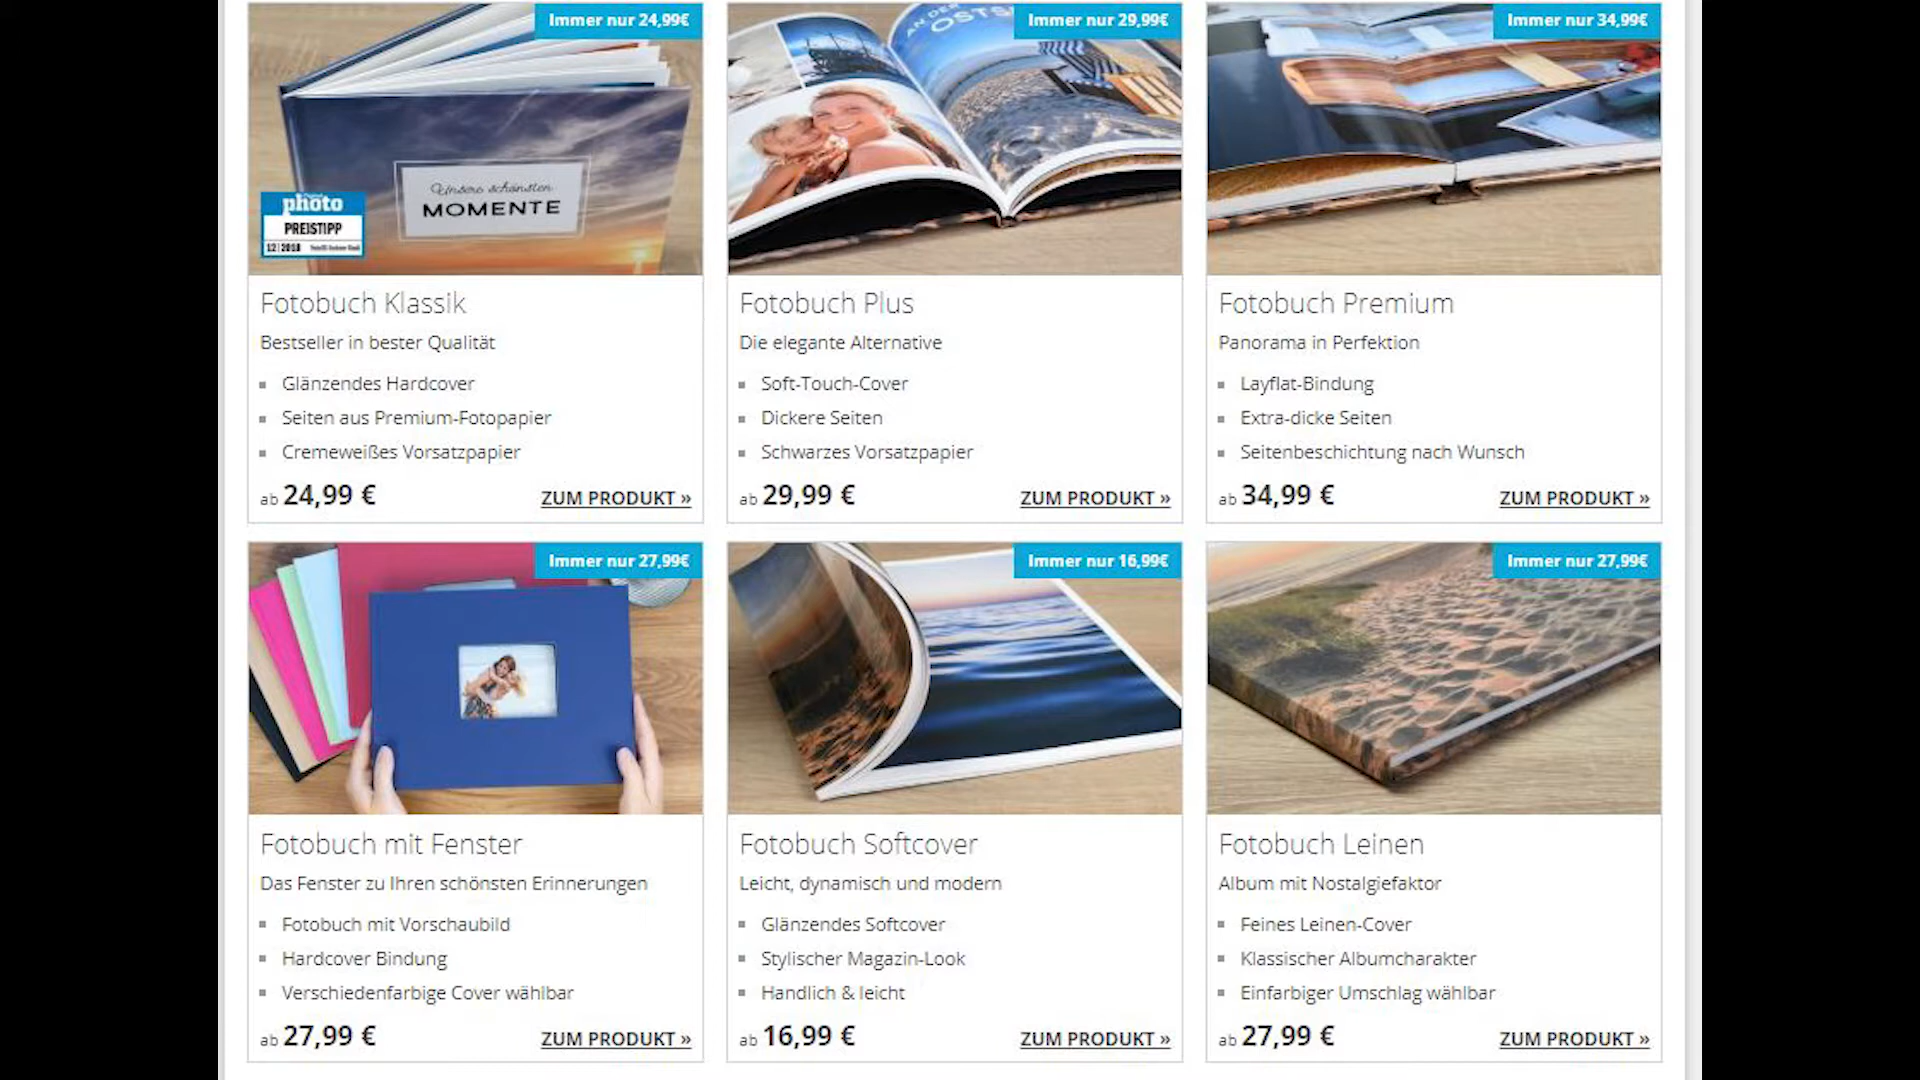 Immer nur 24,99€
Unsere schönsten
MOMENTE
photo
PREISTIPP
12 | 2018
Fotobuch Klassik
Bestseller in bester Qualität
Glänzendes Hardcover
Seiten aus Premium-Fotopapier
Cremeweißes Vorsatzpapier
ab 24,99 €
ZUM PRODUKT »
Immer nur 29,99€
AN DER
Fotobuch Plus
Die elegante Alternative
Soft-Touch-Cover
Dickere Seiten
Schwarzes Vorsatzpapier
ab 29,99 €
ZUM PRODUKT »
Immer nur 34,99€
Fotobuch Premium
Panorama in Perfektion
Layflat-Bindung
Extra-dicke Seiten
Seitenbeschichtung nach Wunsch
ab 34,99 €
ZUM PRODUKT »
Immer nur 27,99€
Fotobuch mit Fenster
Das Fenster zu Ihren schönsten Erinnerungen
Fotobuch mit Vorschaubild
Hardcover Bindung
Verschiedenfarbige Cover wählbar
ab 27,99 €
ZUM PRODUKT »
Immer nur 16,99€
Fotobuch Softcover
Leicht, dynamisch und modern
Glänzendes Softcover
Stylischer Magazin-Look
Handlich & leicht
ab 16,99 €
ZUM PRODUKT »
Immer nur 27,99€
Fotobuch Leinen
Album mit Nostalgiefaktor
Feines Leinen-Cover
Klassischer Albumcharakter
Einfarbiger Umschlag wählbar
ab 27,99 €
ZUM PRODUKT »